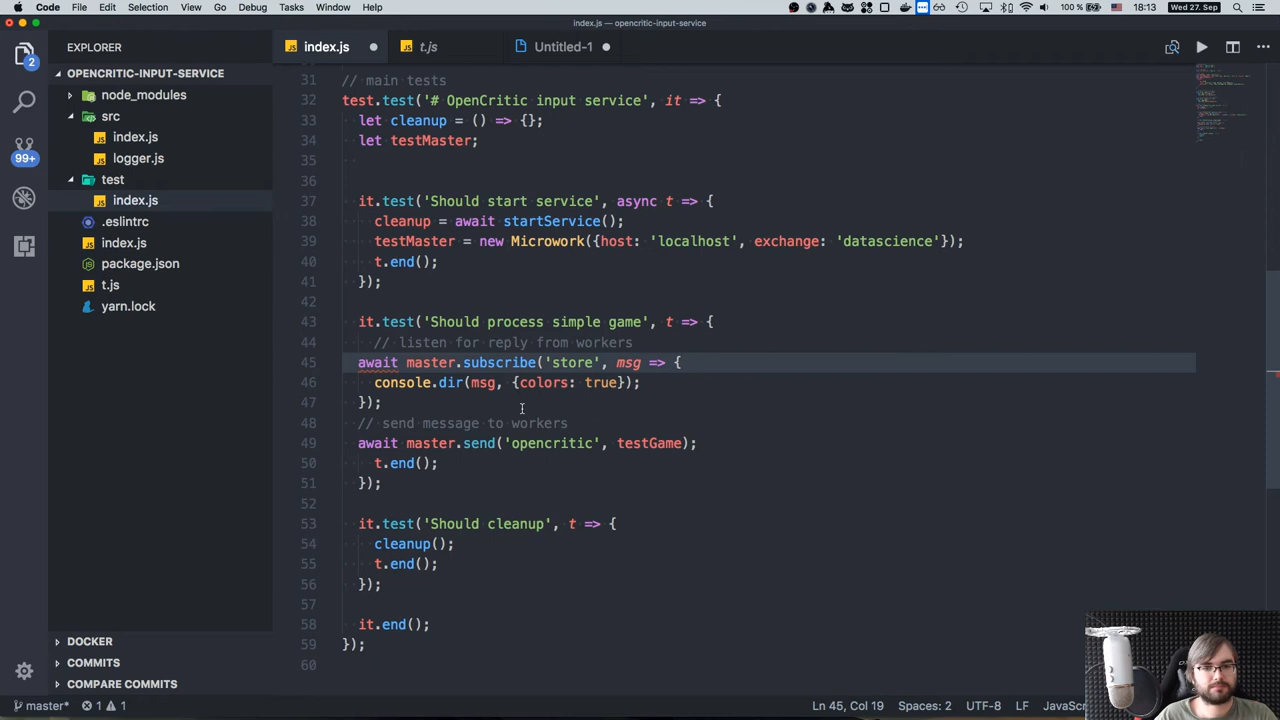 Code File Edit Selection View Go Debug Tasks Window Help 100 % 18:13 Wed 27. Sep
index.js — opencritic-input-service
EXPLORER
index.js
t.js
Untitled-1
2
99+
OPENCRITIC-INPUT-SERVICE
node_modules
src
index.js
logger.js
test
index.js
.eslintrc
index.js
package.json
t.js
yarn.lock
DOCKER
COMMITS
COMPARE COMMITS
31 // main tests
32 test.test('# OpenCritic input service', it => {
33 let cleanup = () => {};
34 let testMaster;
35
36
37 it.test('Should start service', async t => {
38 cleanup = await startService();
39 testMaster = new Microwork({host: 'localhost', exchange: 'datascience'});
40 t.end();
41 });
42
43 it.test('Should process simple game', t => {
44 // listen for reply from workers
45 await master.subscribe('store', msg => {
46 console.dir(msg, {colors: true});
47 });
48 // send message to workers
49 await master.send('opencritic', testGame);
50 t.end();
51 });
52
53 it.test('Should cleanup', t => {
54 cleanup();
55 t.end();
56 });
57
58 it.end();
59 });
60
master* 1 1 Ln 45, Col 19 Spaces: 2 UTF-8 LF JavaScr